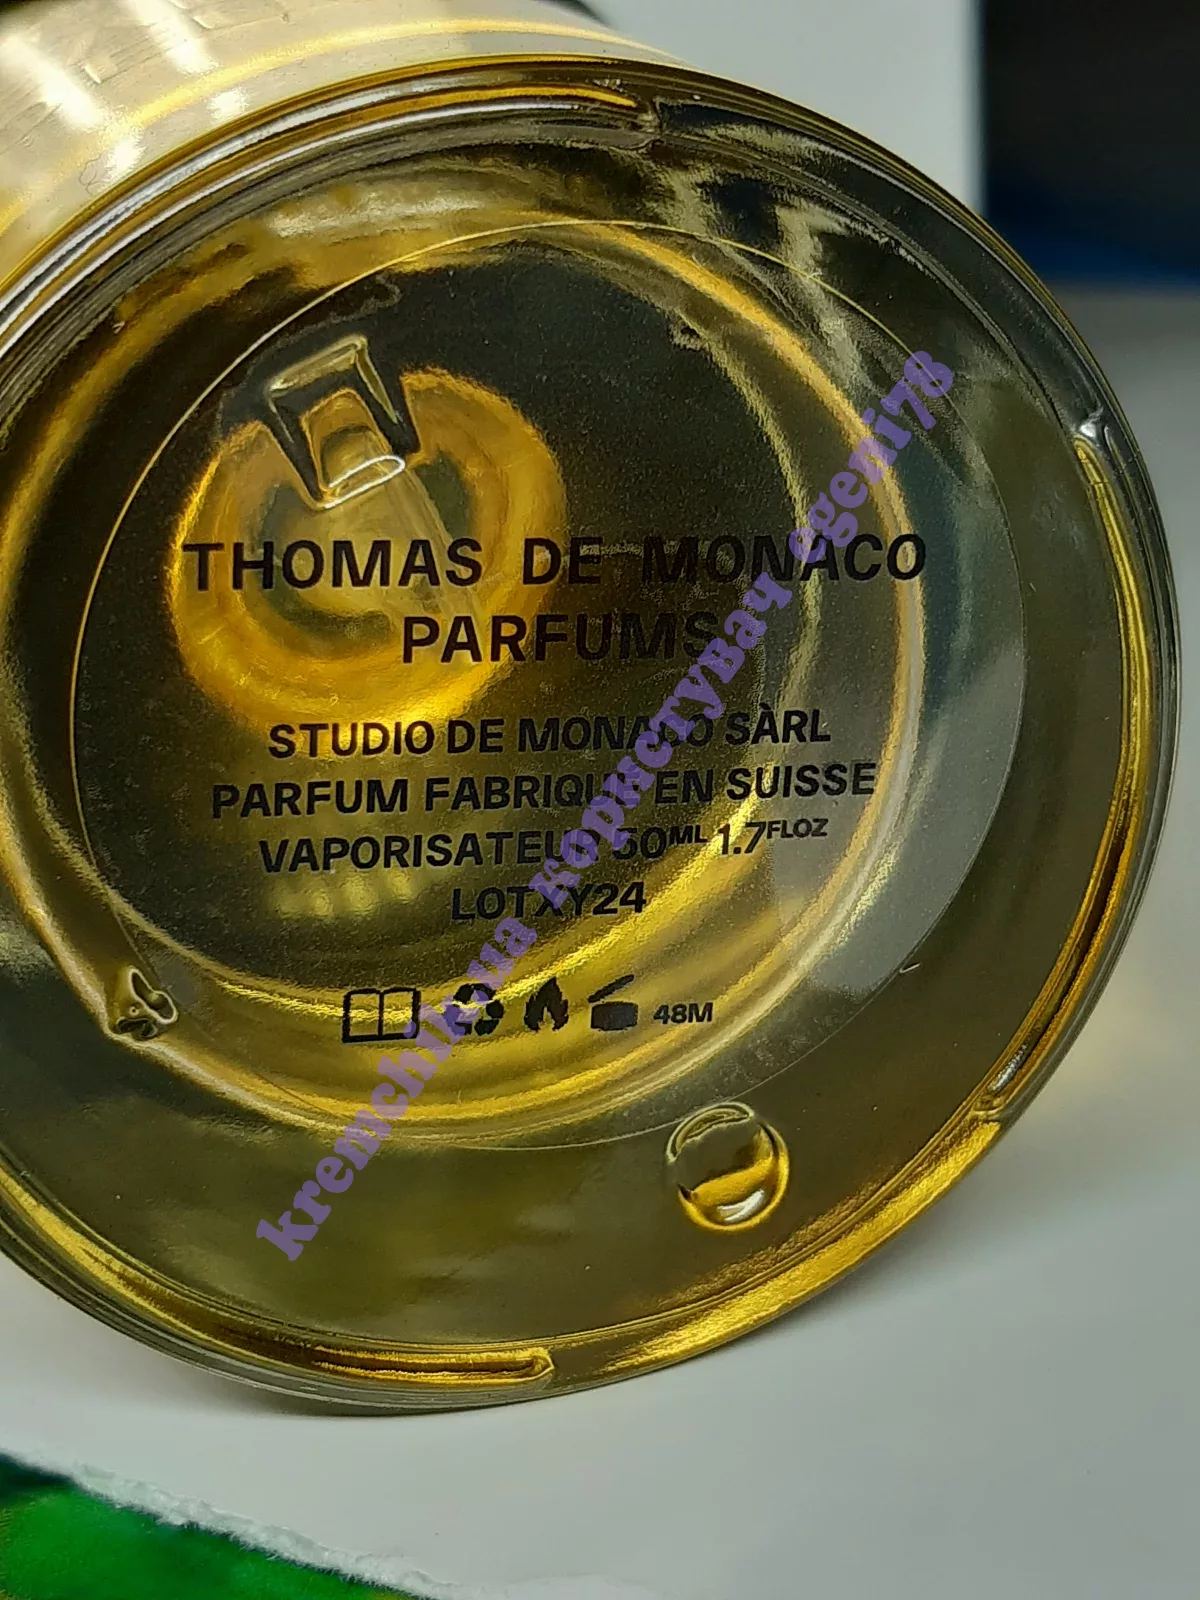 THOMAS DE MONACO
PARFUMS
STUDIO DE MONACO SÀRL
PARFUM FABRIQUÉ EN SUISSE
VAPORISATEUR 50ML 1.7FLOZ
LOTXY24
48M
kremchik.ua користувач egeni78